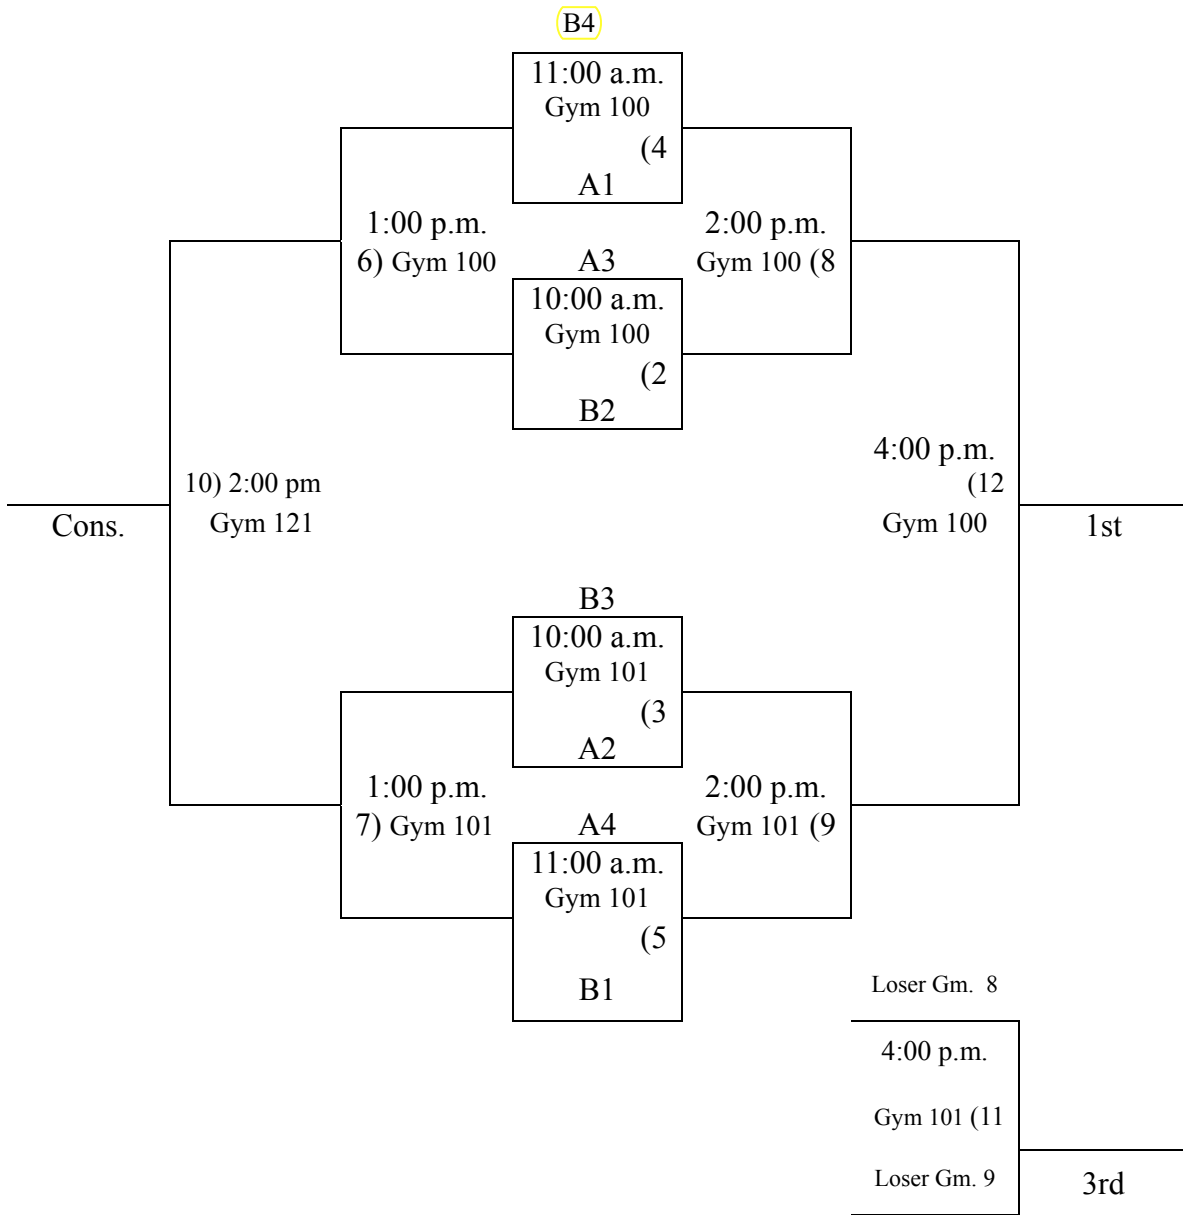 B4
11:00 a.m.
Gym 100
(4
A1
1:00 p.m.
6) Gym 100
A3
2:00 p.m.
Gym 100 (8
10:00 a.m.
Gym 100
(2
B2
10) 2:00 pm
Gym 121
Cons.
4:00 p.m.
(12
Gym 100
1st
B3
10:00 a.m.
Gym 101
(3
A2
1:00 p.m.
7) Gym 101
A4
2:00 p.m.
Gym 101 (9
11:00 a.m.
Gym 101
(5
B1
Loser Gm. 8
4:00 p.m.
Gym 101 (11
Loser Gm. 9
3rd